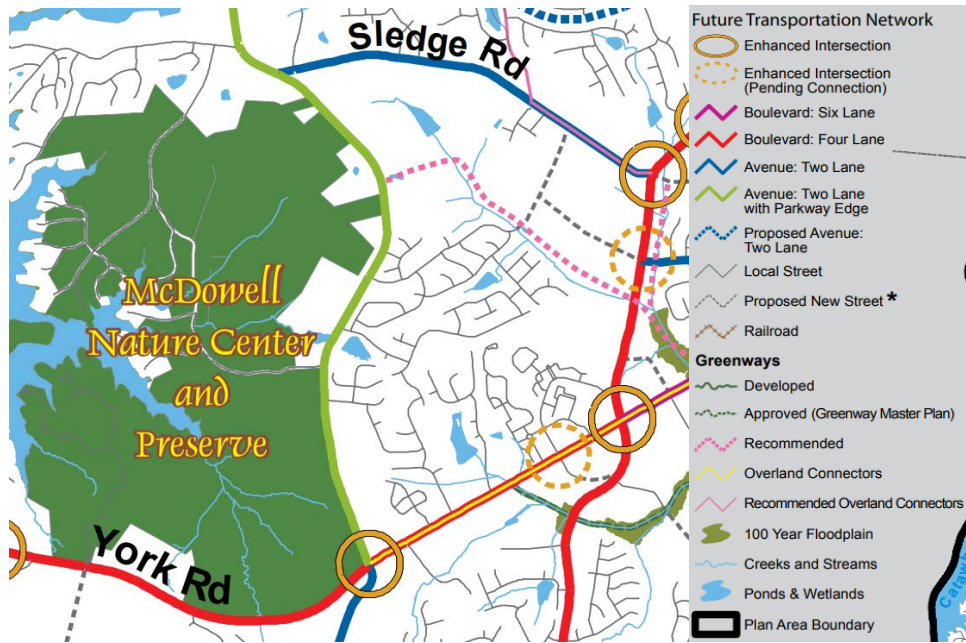 Sledge Rd
McDowell
Nature Center
and
Preserve
York Rd
Future Transportation Network
Enhanced Intersection
Enhanced Intersection
(Pending Connection)
Boulevard: Six Lane
Boulevard: Four Lane
Avenue: Two Lane
Avenue: Two Lane
with Parkway Edge
Proposed Avenue:
Two Lane
Local Street
Proposed New Street*
Railroad
Greenways
Developed
Approved (Greenway Master Plan)
Recommended
Overland Connectors
Recommended Overland Connectors
100 Year Floodplain
Creeks and Streams
Ponds & Wetlands
Plan Area Boundary